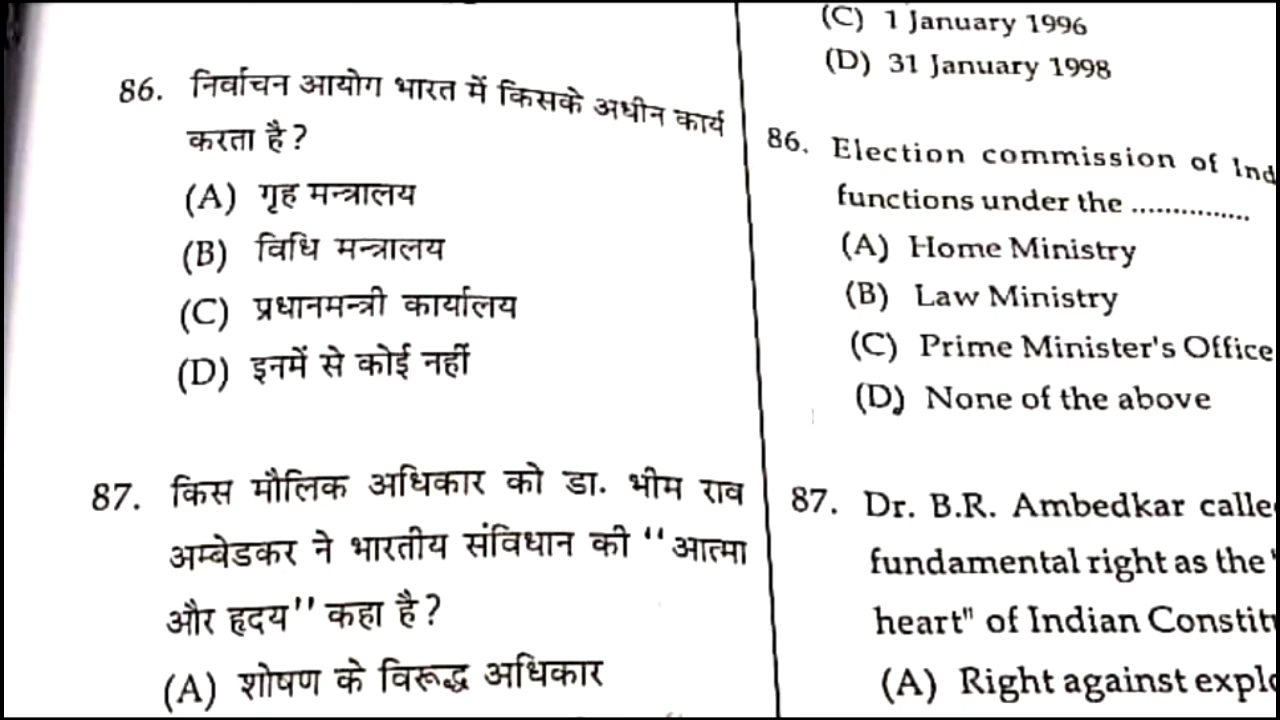 86. निर्वाचन आयोग भारत में किसके अधीन कार्य
करता है ?
(A) गृह मन्त्रालय
(B) विधि मन्त्रालय
(C) प्रधानमन्त्री कार्यालय
(D) इनमें से कोई नहीं
87. किस मौलिक अधिकार को डा. भीम राव
अम्बेडकर ने भारतीय संविधान की "आत्मा
और हृदय" कहा है ?
(A) शोषण के विरूद्ध अधिकार
(C) 1 January 1996
(D) 31 January 1998
86. Election commission of Ind
functions under the ...............
(A) Home Ministry
(B) Law Ministry
(C) Prime Minister's Office
(D) None of the above
87. Dr. B.R. Ambedkar calle
fundamental right as the "
heart" of Indian Constit
(A) Right against expl